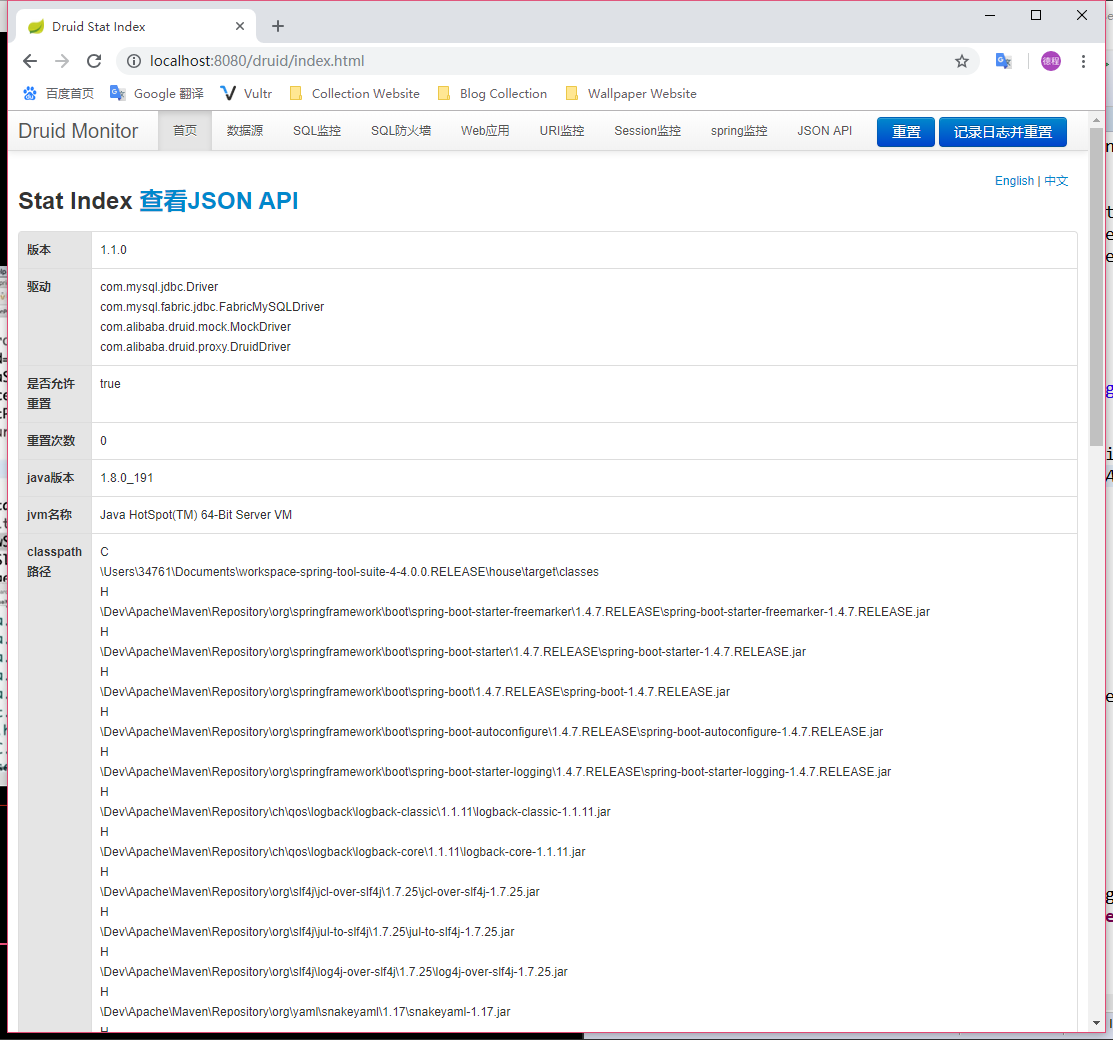 Druid Stat Index
localhost:8080/druid/index.html
德程
百度首页 Google 翻译 Vultr Collection Website Blog Collection Wallpaper Website
Druid Monitor 首页 数据源 SQL监控 SQL防火墙 Web应用 URI监控 Session监控 spring监控 JSON API 重置 记录日志并重置
English | 中文
Stat Index 查看JSON API
版本 1.1.0
驱动 com.mysql.jdbc.Driver
com.mysql.fabric.jdbc.FabricMySQLDriver
com.alibaba.druid.mock.MockDriver
com.alibaba.druid.proxy.DruidDriver
是否允许 true
重置
重置次数 0
java版本 1.8.0_191
jvm名称 Java HotSpot(TM) 64-Bit Server VM
classpath C
路径 \Users\34761\Documents\workspace-spring-tool-suite-4-4.0.0.RELEASE\house\target\classes
H
\Dev\Apache\Maven\Repository\org\springframework\boot\spring-boot-starter-freemarker\1.4.7.RELEASE\spring-boot-starter-freemarker-1.4.7.RELEASE.jar
H
\Dev\Apache\Maven\Repository\org\springframework\boot\spring-boot-starter\1.4.7.RELEASE\spring-boot-starter-1.4.7.RELEASE.jar
H
\Dev\Apache\Maven\Repository\org\springframework\boot\spring-boot\1.4.7.RELEASE\spring-boot-1.4.7.RELEASE.jar
H
\Dev\Apache\Maven\Repository\org\springframework\boot\spring-boot-autoconfigure\1.4.7.RELEASE\spring-boot-autoconfigure-1.4.7.RELEASE.jar
H
\Dev\Apache\Maven\Repository\org\springframework\boot\spring-boot-starter-logging\1.4.7.RELEASE\spring-boot-starter-logging-1.4.7.RELEASE.jar
H
\Dev\Apache\Maven\Repository\ch\qos\logback\logback-classic\1.1.11\logback-classic-1.1.11.jar
H
\Dev\Apache\Maven\Repository\ch\qos\logback\logback-core\1.1.11\logback-core-1.1.11.jar
H
\Dev\Apache\Maven\Repository\org\slf4j\jcl-over-slf4j\1.7.25\jcl-over-slf4j-1.7.25.jar
H
\Dev\Apache\Maven\Repository\org\slf4j\jul-to-slf4j\1.7.25\jul-to-slf4j-1.7.25.jar
H
\Dev\Apache\Maven\Repository\org\slf4j\log4j-over-slf4j\1.7.25\log4j-over-slf4j-1.7.25.jar
H
\Dev\Apache\Maven\Repository\org\yaml\snakeyaml\1.17\snakeyaml-1.17.jar
H